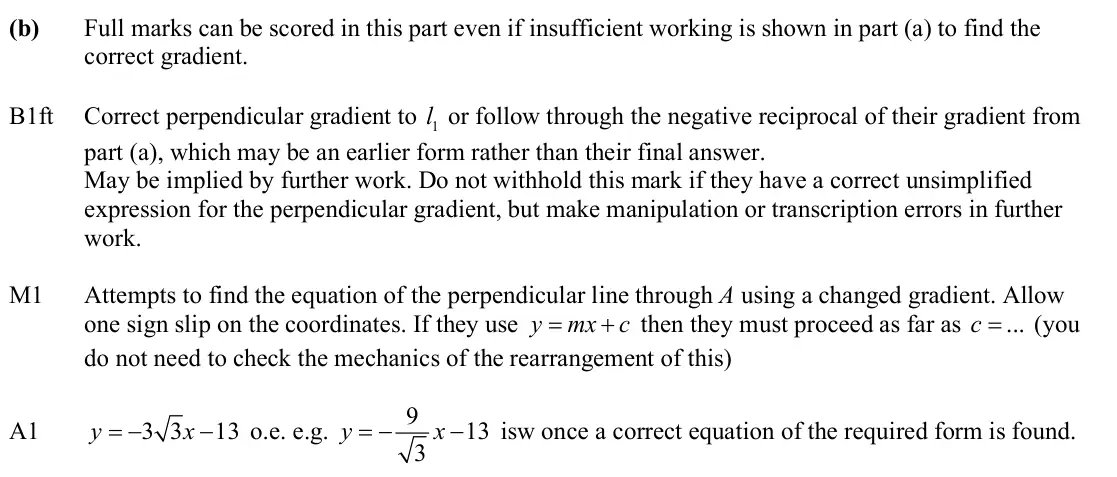 (b) Full marks can be scored in this part even if insufficient working is shown in part (a) to find the
correct gradient.
B1ft Correct perpendicular gradient to l₁ or follow through the negative reciprocal of their gradient from
part (a), which may be an earlier form rather than their final answer.
May be implied by further work. Do not withhold this mark if they have a correct unsimplified
expression for the perpendicular gradient, but make manipulation or transcription errors in further
work.
M1 Attempts to find the equation of the perpendicular line through A using a changed gradient. Allow
one sign slip on the coordinates. If they use y = mx + c then they must proceed as far as c = ... (you
do not need to check the mechanics of the rearrangement of this)
A1 y = −3√3x −13 o.e. e.g. y = −9/√3 x −13 isw once a correct equation of the required form is found.